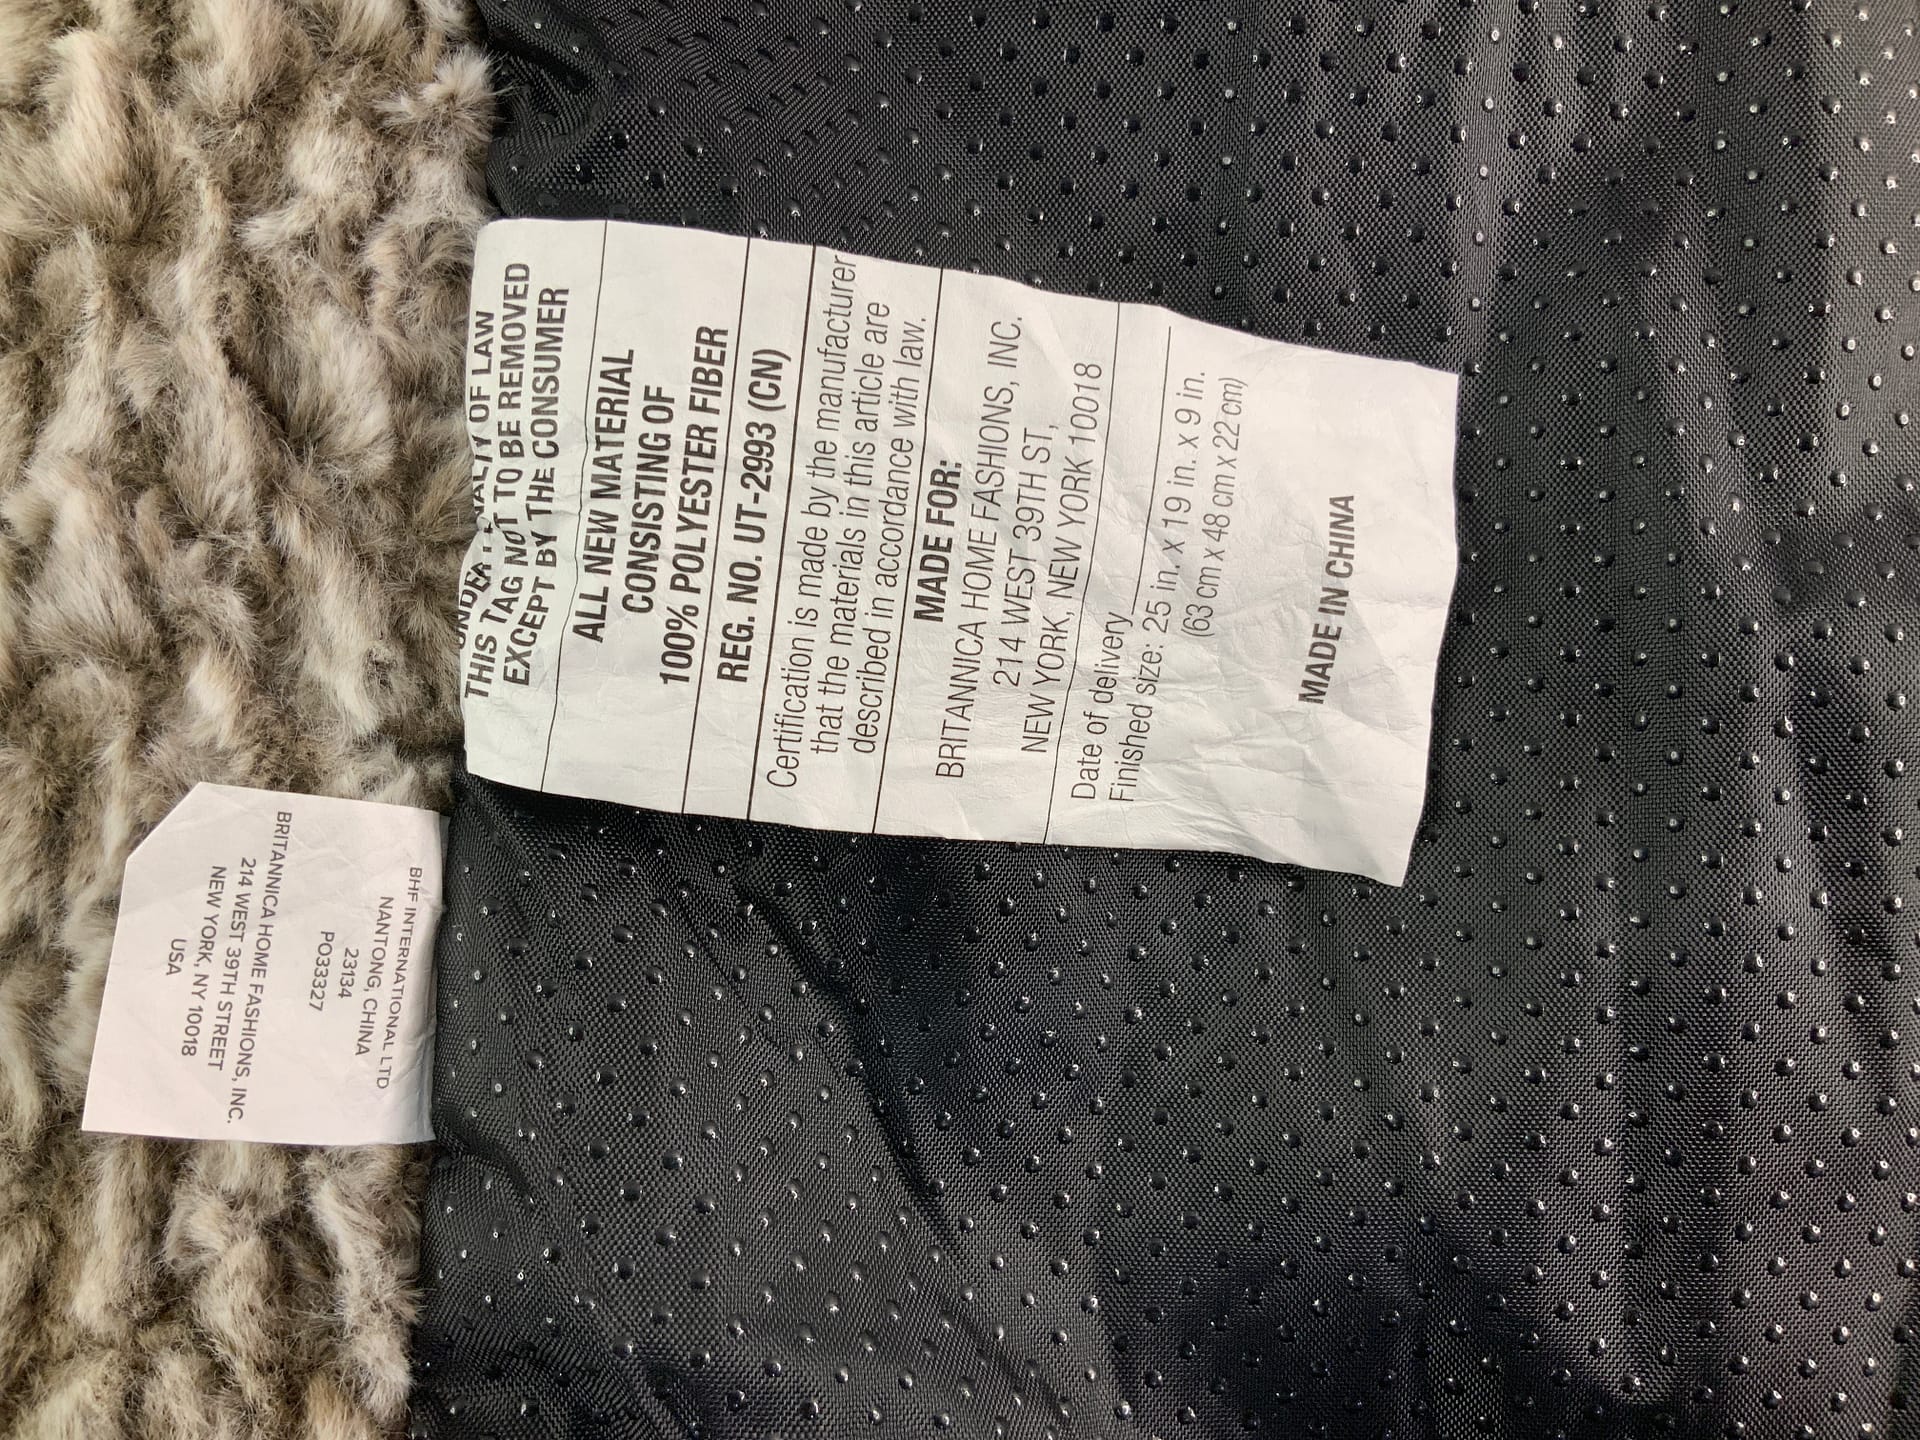 UNDER PENALTY OF LAW
THIS TAG NOT TO BE REMOVED
EXCEPT BY THE CONSUMER
ALL NEW MATERIAL
CONSISTING OF
100% POLYESTER FIBER
REG. NO. UT-2993 (CN)
Certification is made by the manufacturer
that the materials in this article are
described in accordance with law.
MADE FOR:
BRITANNICA HOME FASHIONS, INC.
214 WEST 39TH ST,
NEW YORK, NEW YORK 10018
Date of delivery
Finished size: 25 in. x 19 in. x 9 in.
(63 cm x 48 cm x 22 cm)
MADE IN CHINA
BHF INTERNATIONAL LTD
NANTONG, CHINA
23134
PO33327
BRITANNICA HOME FASHIONS, INC.
214 WEST 39TH STREET
NEW YORK, NY 10018
USA